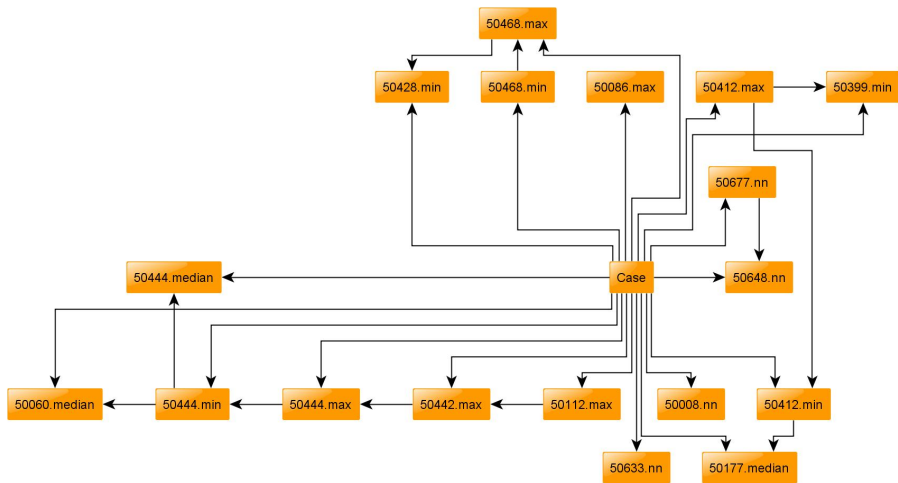 50468.max
50428.min
50468.min
50086.max
50412.max
50399.min
50677.nn
50444.median
Case
50648.nn
50060.median
50444.min
50444.max
50442.max
50112.max
50008.nn
50412.min
50633.nn
50177.median